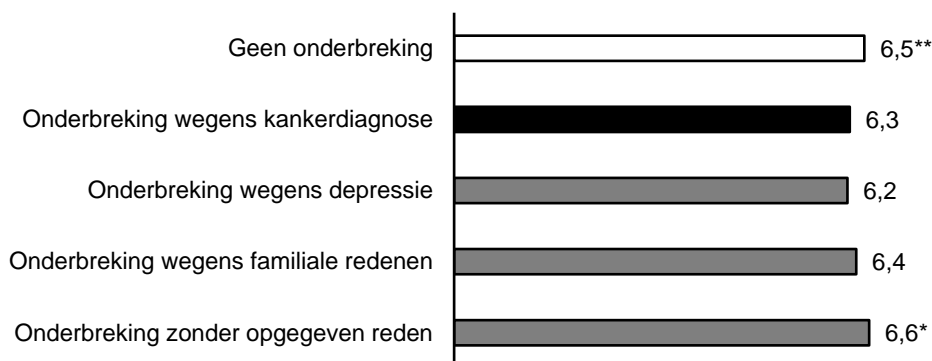 Geen onderbreking 6,5**
Onderbreking wegens kankerdiagnose 6,3
Onderbreking wegens depressie 6,2
Onderbreking wegens familiale redenen 6,4
Onderbreking zonder opgegeven reden 6,6*